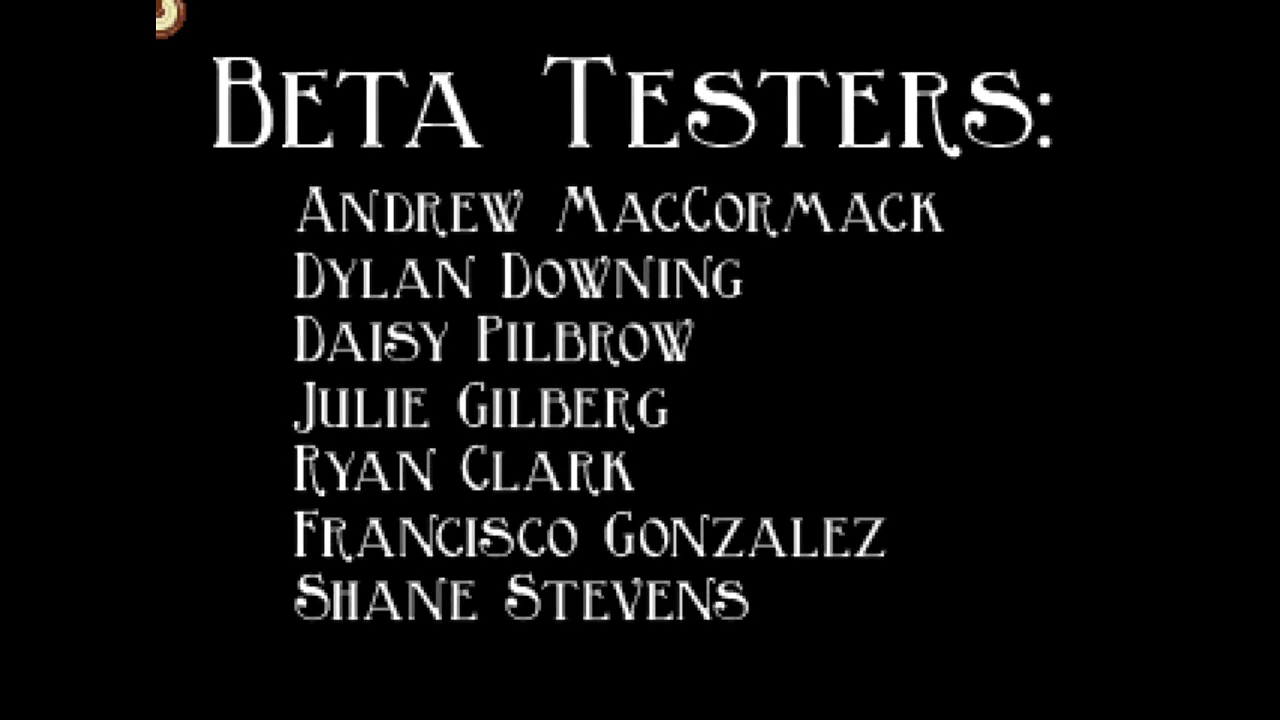 Beta Testers:
Andrew MacCormack
Dylan Downing
Daisy Pilbrow
Julie Gilberg
Ryan Clark
Francisco Gonzalez
Shane Stevens